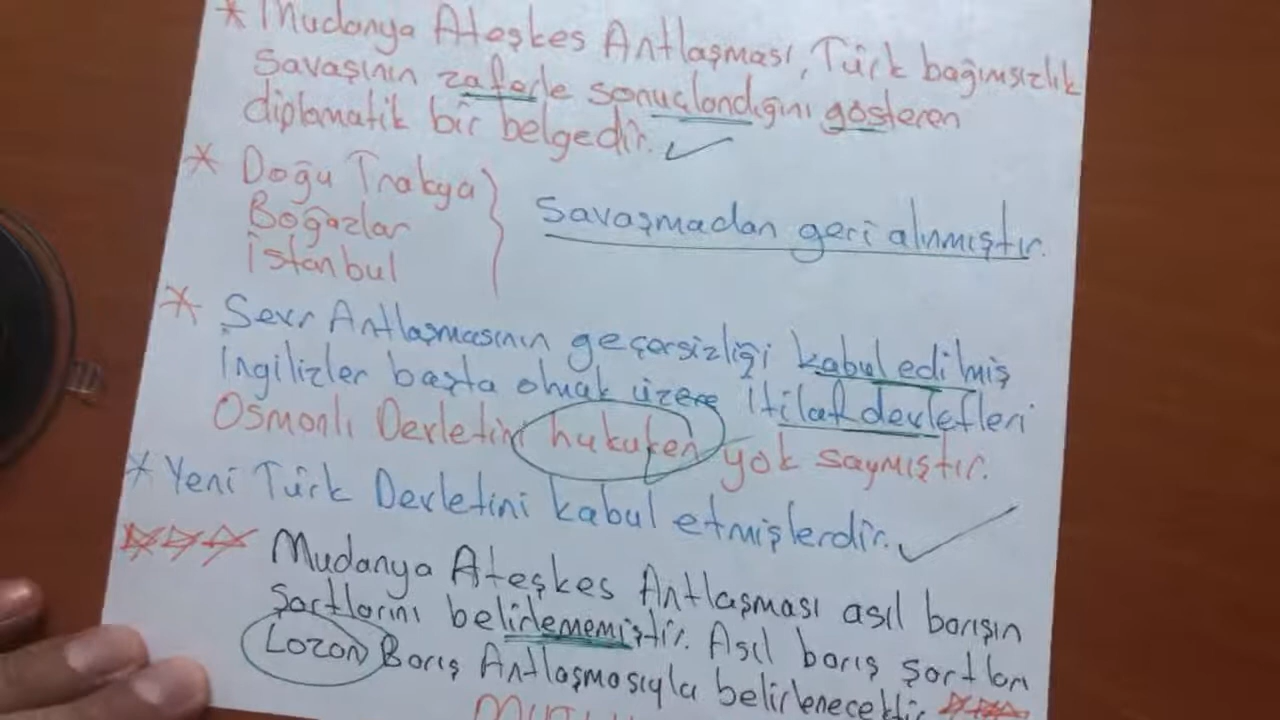 * Mudanya Ateşkes Antlaşması, Türk bağımsızlık
Savaşının zaferle sonuçlandığını gösteren
diplomatik bir belgedir.
* Doğu Trakya
Boğazlar
İstanbul
Savaşmadan geri alınmıştır.
* Sevr Antlaşmasının geçersizliği kabul edilmiş
İngilizler başta olmak üzere İtilaf devletleri
Osmanlı Devletini hukuken yok saymıştır.
* Yeni Türk Devletini kabul etmişlerdir.
Mudanya Ateşkes Antlaşması asıl barışın
şartlarını belirlememiştir. Asıl barış şartları
Lozan Barış Antlaşmasıyla belirlenecektir.